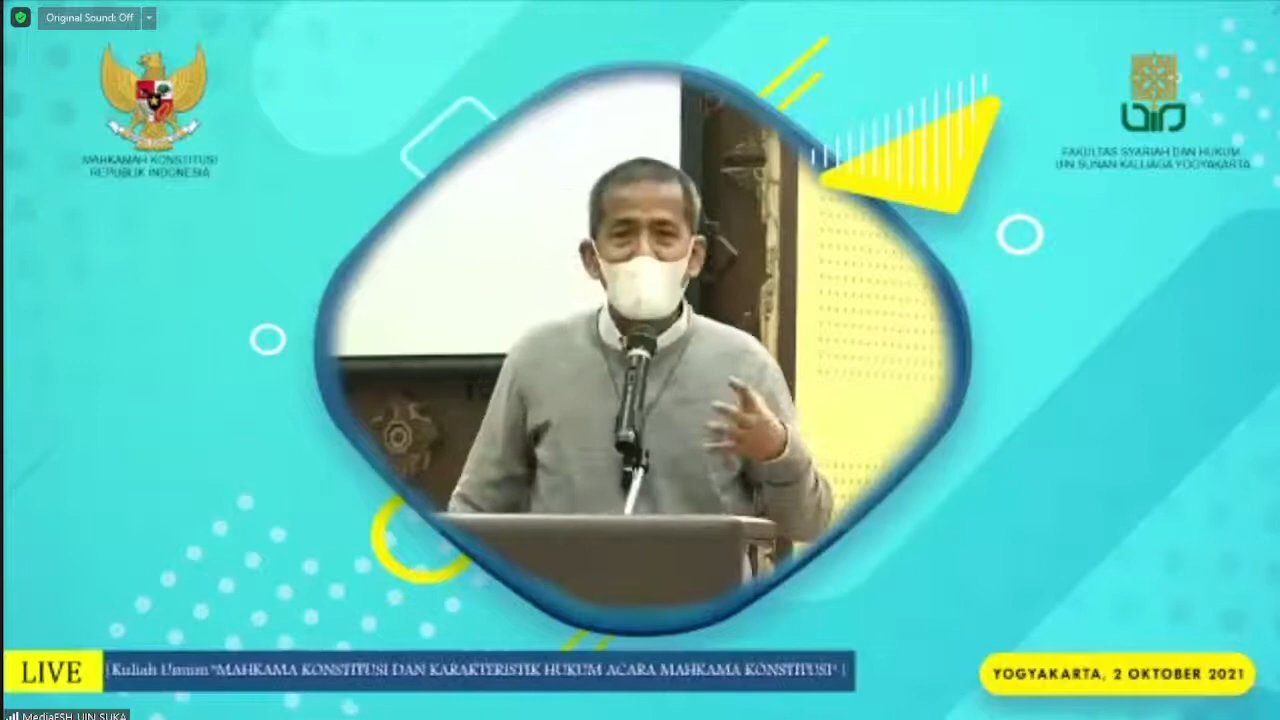 Original Sound: Off
MAHKAMAH KONSTITUSI
REPUBLIK INDONESIA
UIN
FAKULTAS SYARIAH DAN HUKUM
UIN SUNAN KALIJAGA YOGYAKARTA
LIVE
(Kuliah Umum "MAHKAMA KONSTITUSI DAN KARAKTERISTIK HUKUM ACARA MAHKAMA KONSTITUSI" )
YOGYAKARTA, 2 OKTOBER 2021
MediaFSH_UIN SUKA